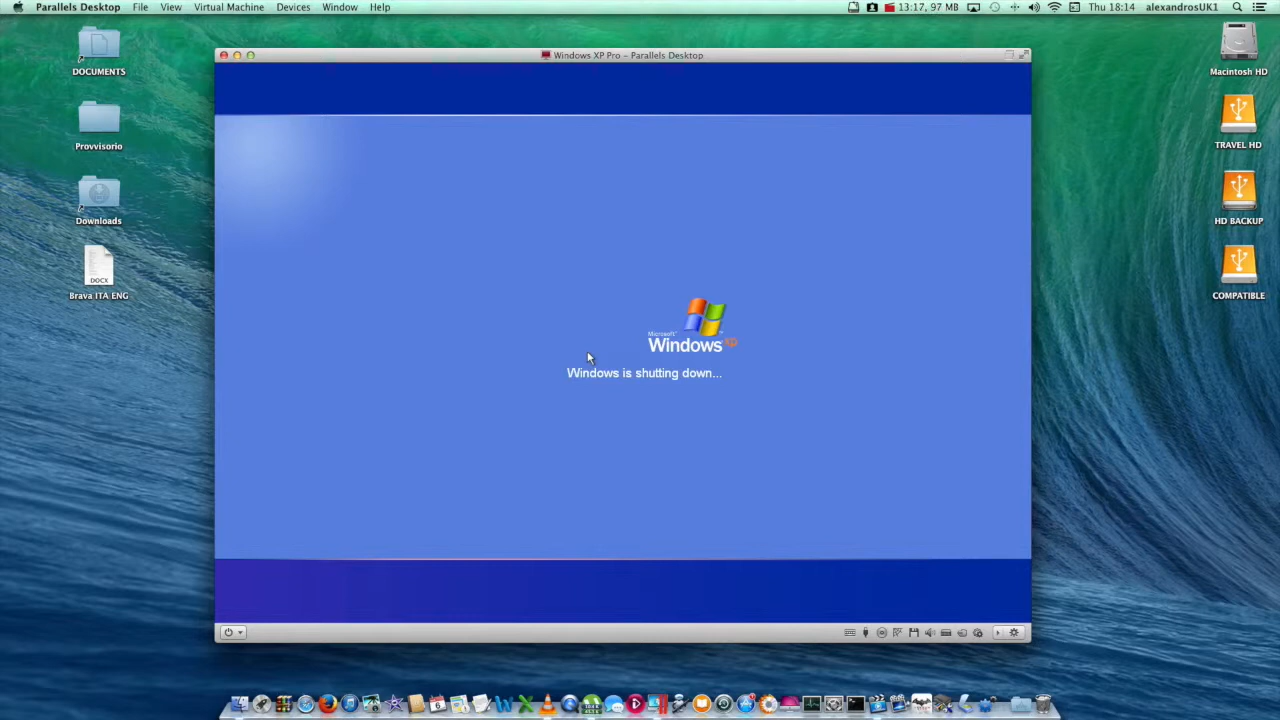 Parallels Desktop File View Virtual Machine Devices Window Help 13:17, 97 MB Thu 18:14 alexandrosUK1
Windows XP Pro – Parallels Desktop
DOCUMENTS
Provvisorio
Downloads
DOCX
Brava ITA ENG
Macintosh HD
TRAVEL HD
HD BACKUP
COMPATIBLE
Microsoft
Windows xp
Windows is shutting down...